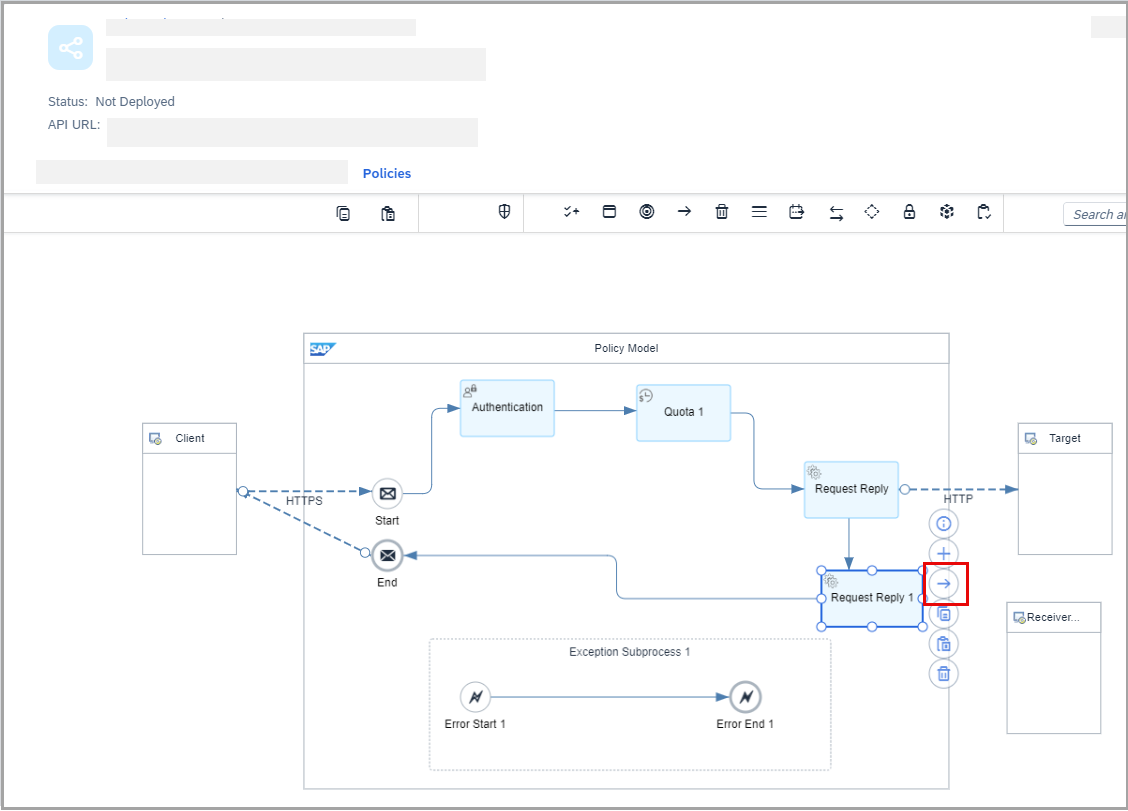 Status: Not Deployed
API URL:
Policies
Search
SAP
Policy Model
Authentication
Quota 1
Client
Target
Request Reply
HTTPS
HTTP
Start
End
Request Reply 1
Receiver...
Exception Subprocess 1
Error Start 1
Error End 1